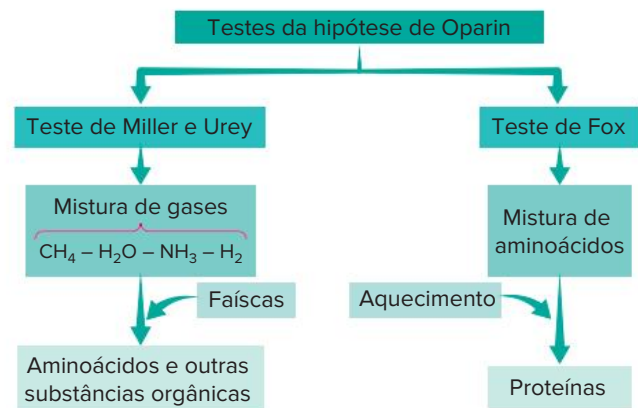 Testes da hipótese de Oparin
Teste de Miller e Urey
Teste de Fox
Mistura de gases
CH₄ – H₂O – NH₃ – H₂
Mistura de
aminoácidos
Faíscas
Aquecimento
Aminoácidos e outras
substâncias orgânicas
Proteínas